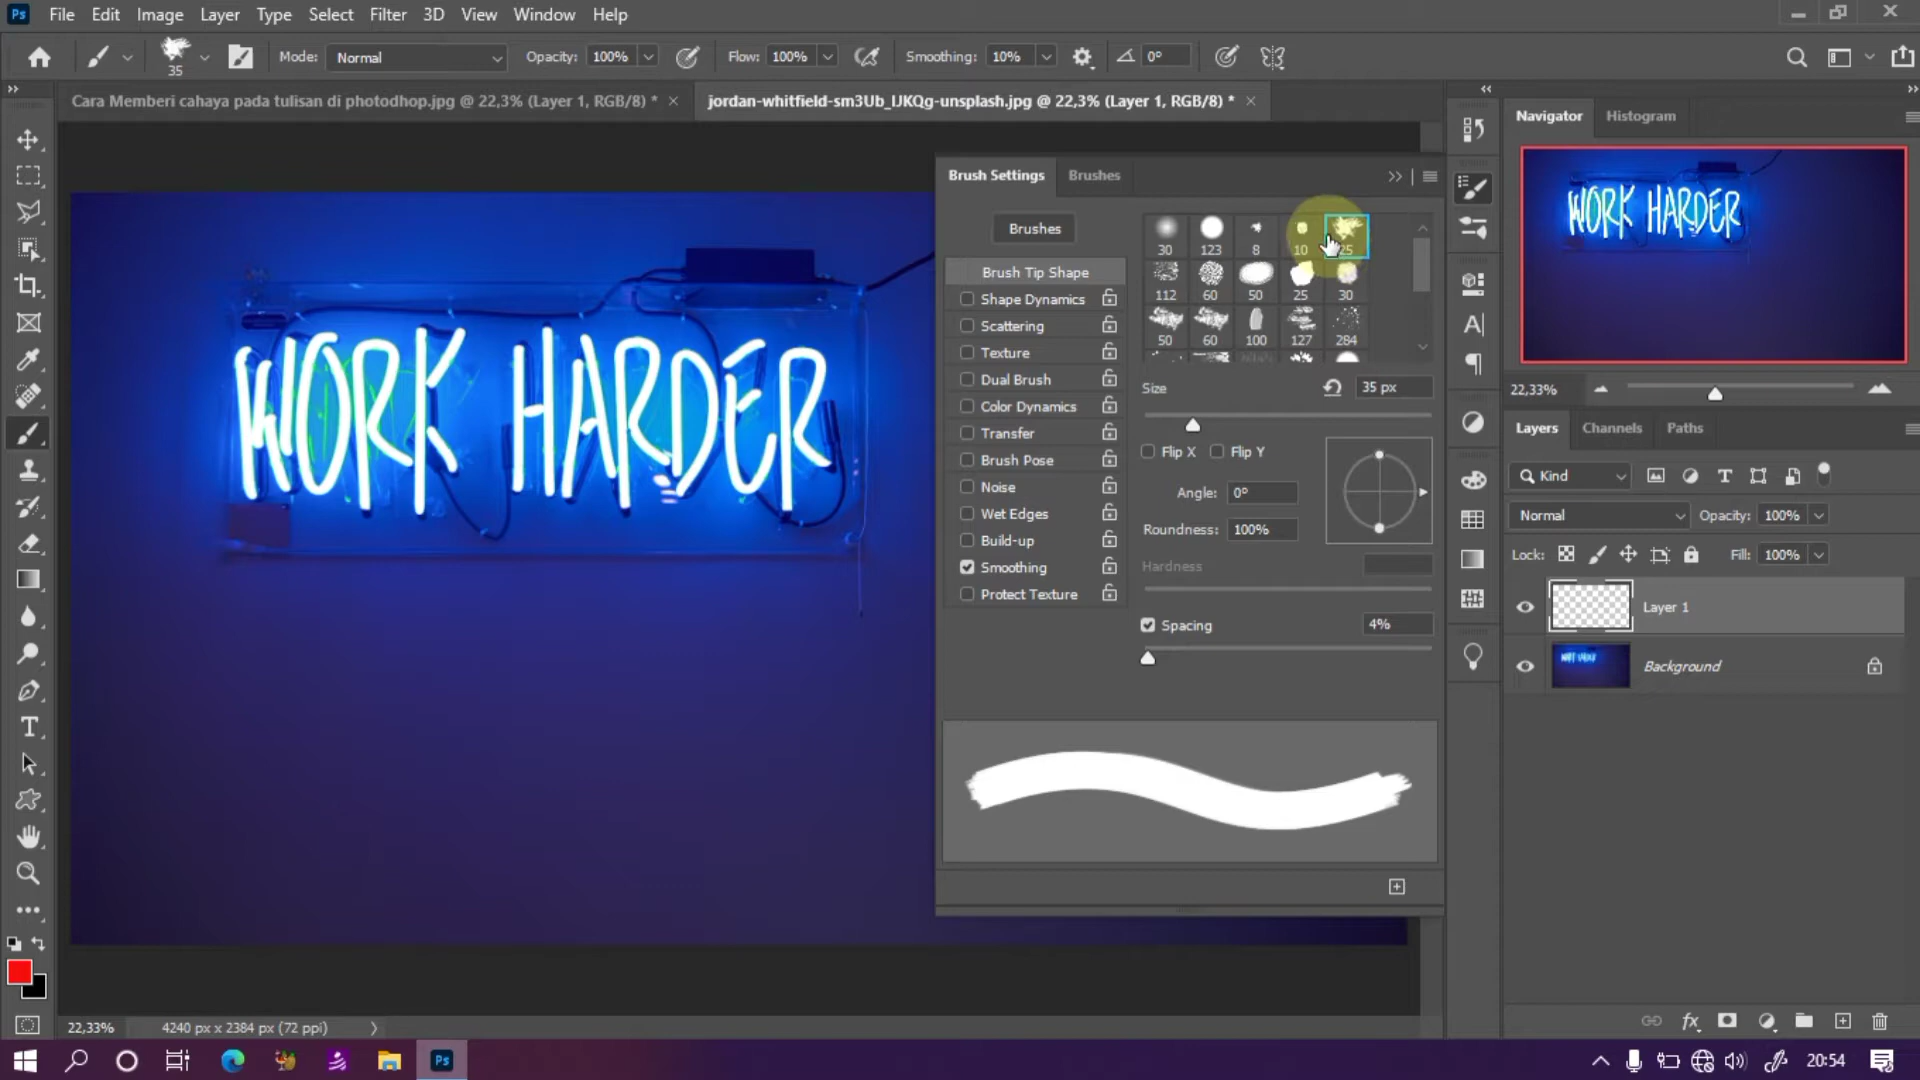 Ps File Edit Image Layer Type Select Filter 3D View Window Help
35 Mode: Normal Opacity: 100% Flow: 100% Smoothing: 10% 0°
Cara Memberi cahaya pada tulisan di photodhop.jpg @ 22,3% (Layer 1, RGB/8) *
jordan-whitfield-sm3Ub_IJKQg-unsplash.jpg @ 22,3% (Layer 1, RGB/8) *
WORK HARDER
Brush Settings Brushes
Brushes
Brush Tip Shape
Shape Dynamics
Scattering
Texture
Dual Brush
Color Dynamics
Transfer
Brush Pose
Noise
Wet Edges
Build-up
Smoothing
Protect Texture
30 123 8 10 25
112 60 50 25 30
50 60 100 127 284
Size 35 px
Flip X Flip Y
Angle: 0°
Roundness: 100%
Hardness
Spacing 4%
Navigator Histogram
WORK HARDER
22,33%
Layers Channels Paths
Kind
Normal Opacity: 100%
Lock: Fill: 100%
Layer 1
WORK HARDER
Background
22,33% 4240 px x 2384 px (72 ppi)
Ps 20:54